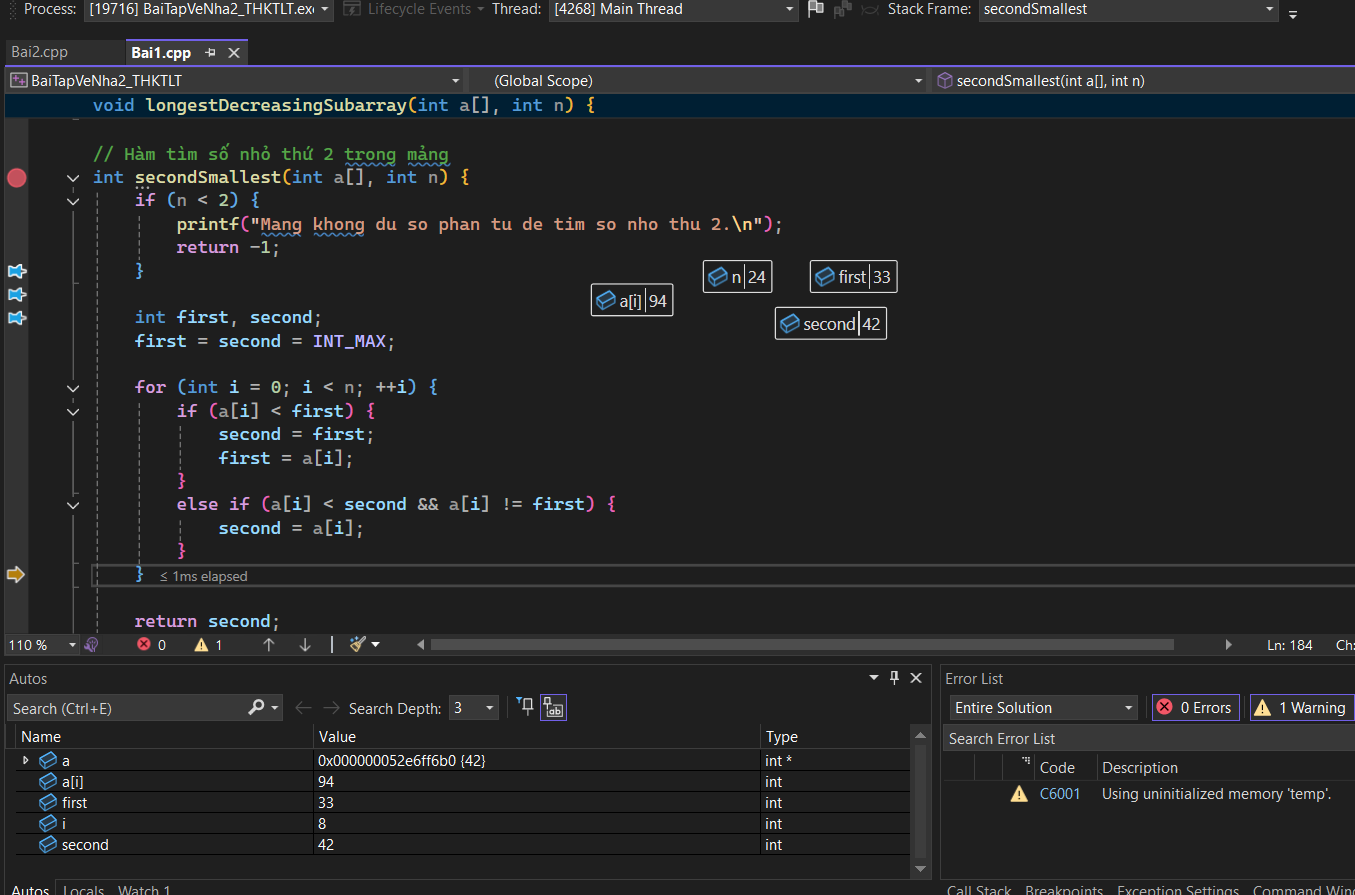 Process: [19716] BaiTapVeNha2_THKTLT.exe Lifecycle Events Thread: [4268] Main Thread Stack Frame: secondSmallest
Bai2.cpp Bai1.cpp
BaiTapVeNha2_THKTLT (Global Scope) secondSmallest(int a[], int n)
void longestDecreasingSubarray(int a[], int n) {
// Hàm tìm số nhỏ thứ 2 trong mảng
int secondSmallest(int a[], int n) {
if (n < 2) {
printf("Mang khong du so phan tu de tim so nho thu 2.\n");
return -1;
}
n 24 first 33
a[i] 94
int first, second;
second 42
first = second = INT_MAX;
for (int i = 0; i < n; ++i) {
if (a[i] < first) {
second = first;
first = a[i];
}
else if (a[i] < second && a[i] != first) {
second = a[i];
}
} ≤ 1ms elapsed
return second;
110 % 0 1 Ln: 184 Ch:
Autos
Search (Ctrl+E) Search Depth: 3
Name Value Type
a 0x000000052e6ff6b0 {42} int *
a[i] 94 int
first 33 int
i 8 int
second 42 int
Autos Locals Watch 1
Error List
Entire Solution 0 Errors 1 Warning
Search Error List
Code Description
C6001 Using uninitialized memory 'temp'.
Call Stack Breakpoints Exception Settings Command Win